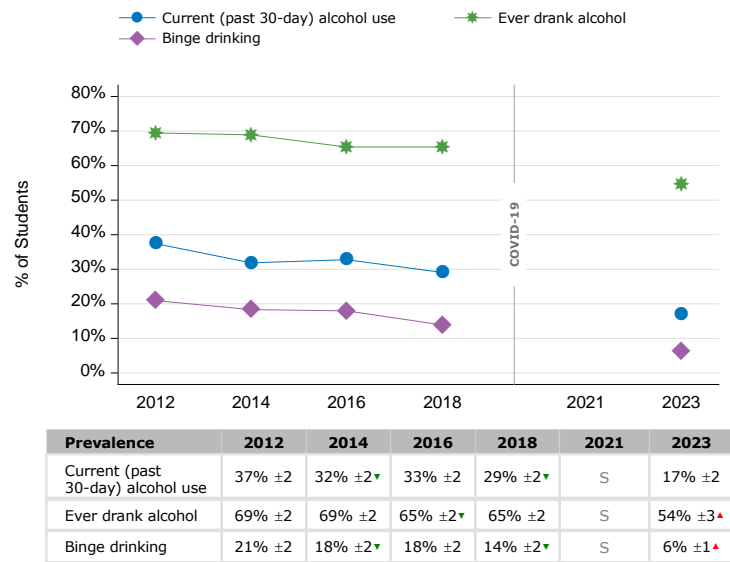 Current (past 30-day) alcohol use
Ever drank alcohol
Binge drinking
% of Students
80%
70%
60%
50%
40%
30%
20%
10%
0%
COVID-19
2012 2014 2016 2018 2021 2023
Prevalence 2012 2014 2016 2018 2021 2023
Current (past
30-day) alcohol use 37% ±2 32% ±2▼ 33% ±2 29% ±2▼ S 17% ±2
Ever drank alcohol 69% ±2 69% ±2 65% ±2▼ 65% ±2 S 54% ±3▲
Binge drinking 21% ±2 18% ±2▼ 18% ±2 14% ±2▼ S 6% ±1▲